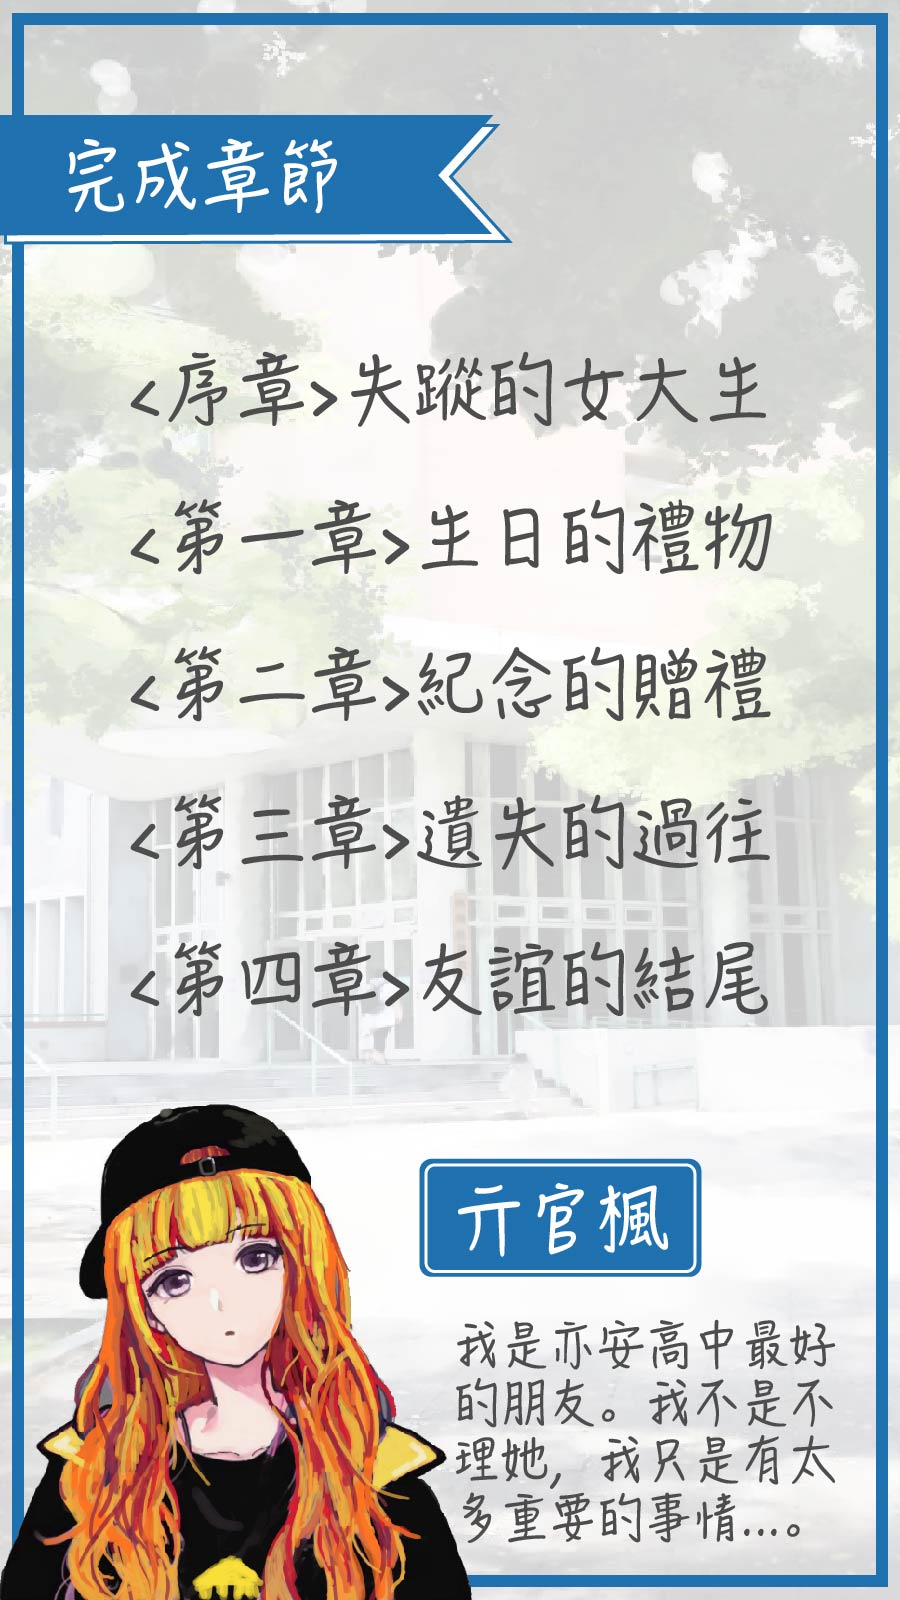 完成章節
<序章>失蹤的女大生
<第一章>生日的禮物
<第二章>紀念的贈禮
<第三章>遺失的過往
<第四章>友誼的結尾
亓官楓
我是亦安高中最好
的朋友。我不是不
理她，我只是有太
多重要的事情...。